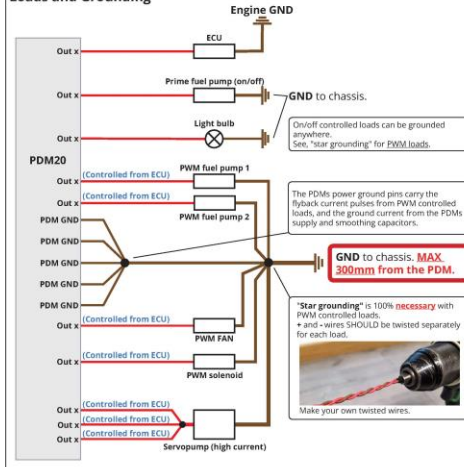 Loads and Grounding
Engine GND
ECU
Out x
Prime fuel pump (on/off)
Out x
GND to chassis.
Light bulb
Out x
On/off controlled loads can be grounded
anywhere.
See, "star grounding" for PWM loads.
PDM20
(Controlled from ECU)
PWM fuel pump 1
Out x
(Controlled from ECU)
Out x
PWM fuel pump 2
The PDMs power ground pins carry the
flyback current pulses from PWM controlled
loads, and the ground current from the PDMs
supply and smoothing capacitors.
PDM GND
PDM GND
PDM GND
PDM GND
PDM GND
GND to chassis. MAX
300mm from the PDM.
(Controlled from ECU)
Out x
PWM FAN
"Star grounding" is 100% necessary with
PWM controlled loads.
+ and - wires SHOULD be twisted separately
for each load.
(Controlled from ECU)
Out x
PWM solenoid
Make your own twisted wires.
(Controlled from ECU)
Out x
(Controlled from ECU)
Out x
(Controlled from ECU)
Out x
Servopump (high current)